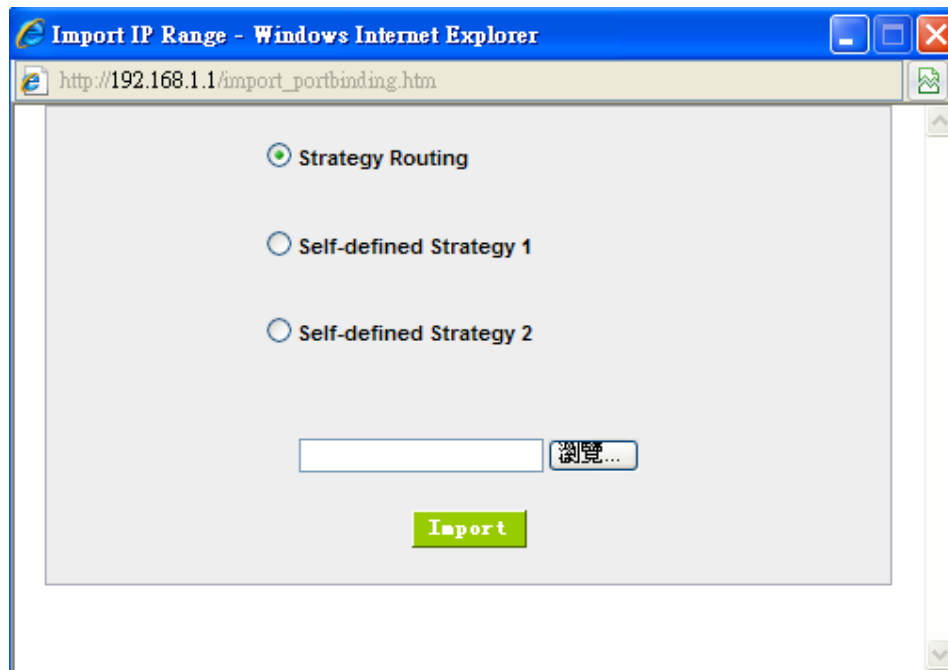 Import IP Range - Windows Internet Explorer
http://192.168.1.1/import_portbinding.htm
Strategy Routing
Self-defined Strategy 1
Self-defined Strategy 2
瀏覽...
Import